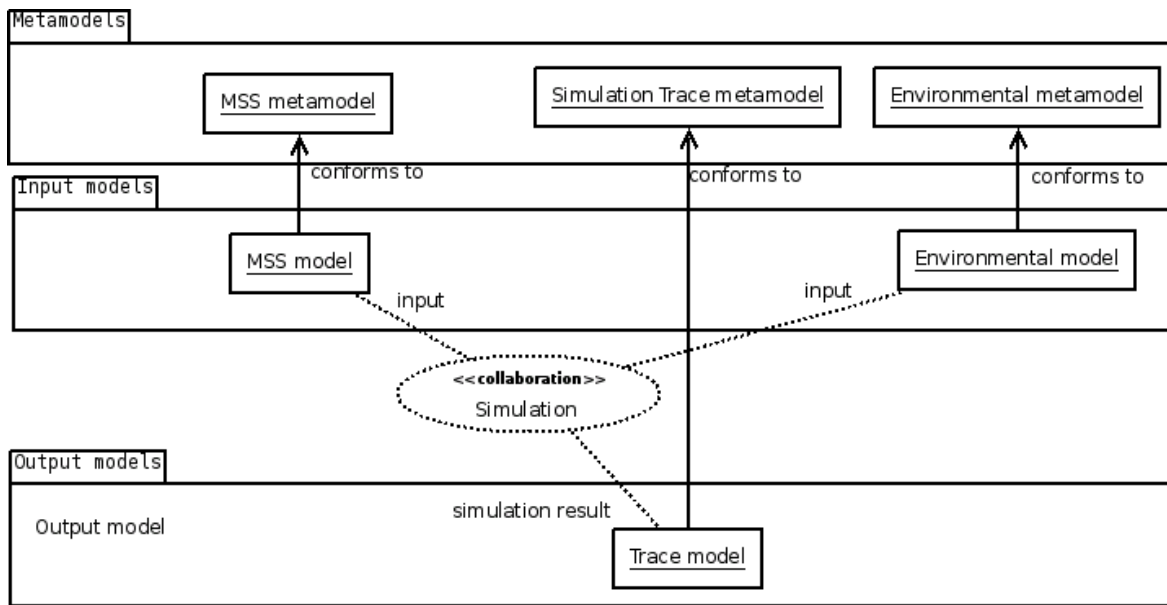 Metamodels
MSS metamodel
Simulation Trace metamodel
Environmental metamodel
conforms to
conforms to
conforms to
Input models
MSS model
Environmental model
input
input
<<collaboration>>
Simulation
Output models
simulation result
Output model
Trace model